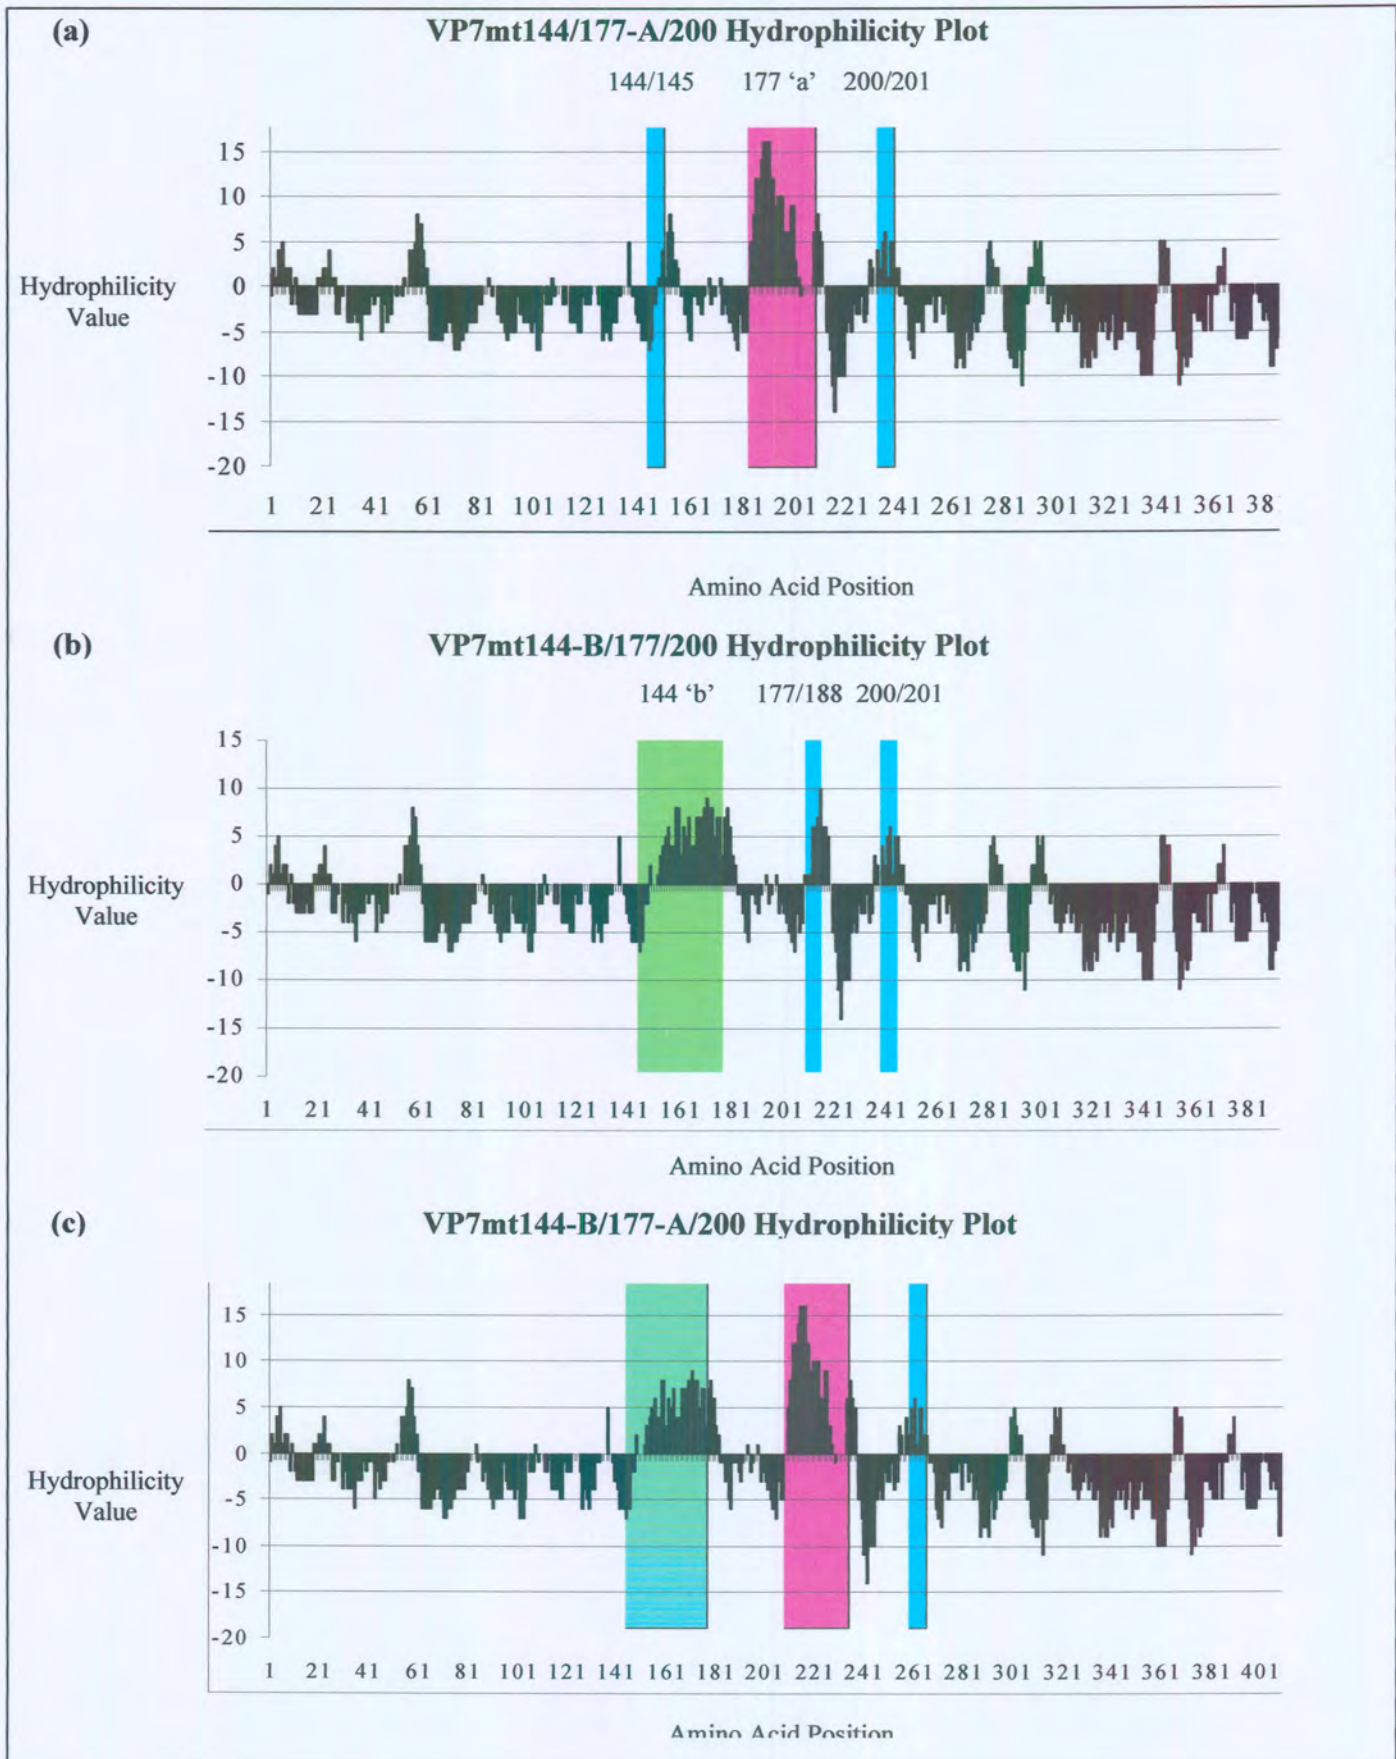 (a)
VP7mt144/177-A/200 Hydrophilicity Plot
144/145 177 ‘a’ 200/201
15
10
5
0
-5
-10
-15
-20
Hydrophilicity
Value
1 21 41 61 81 101 121 141 161 181 201 221 241 261 281 301 321 341 361 381
Amino Acid Position
(b)
VP7mt144-B/177/200 Hydrophilicity Plot
144 ‘b’ 177/188 200/201
15
10
5
0
-5
-10
-15
-20
Hydrophilicity
Value
1 21 41 61 81 101 121 141 161 181 201 221 241 261 281 301 321 341 361 381
Amino Acid Position
(c)
VP7mt144-B/177-A/200 Hydrophilicity Plot
15
10
5
0
-5
-10
-15
-20
Hydrophilicity
Value
1 21 41 61 81 101 121 141 161 181 201 221 241 261 281 301 321 341 361 381 401
Amino Acid Position